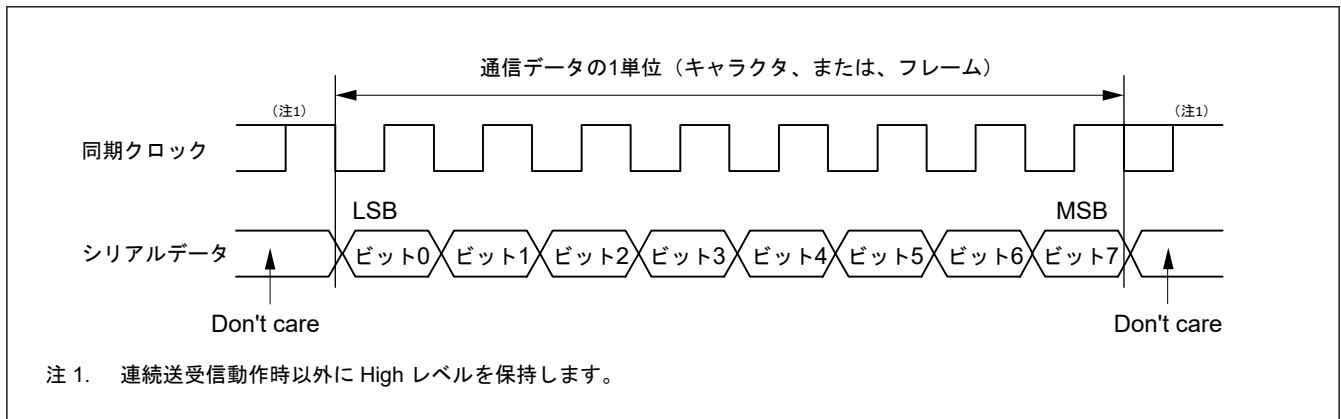 通信データの1単位（キャラクタ、または、フレーム）
（注1）
（注1）
同期クロック
LSB
MSB
シリアルデータ
ビット0 ビット1 ビット2 ビット3 ビット4 ビット5 ビット6 ビット7
Don't care
Don't care
注 1. 連続送受信動作時以外に High レベルを保持します。